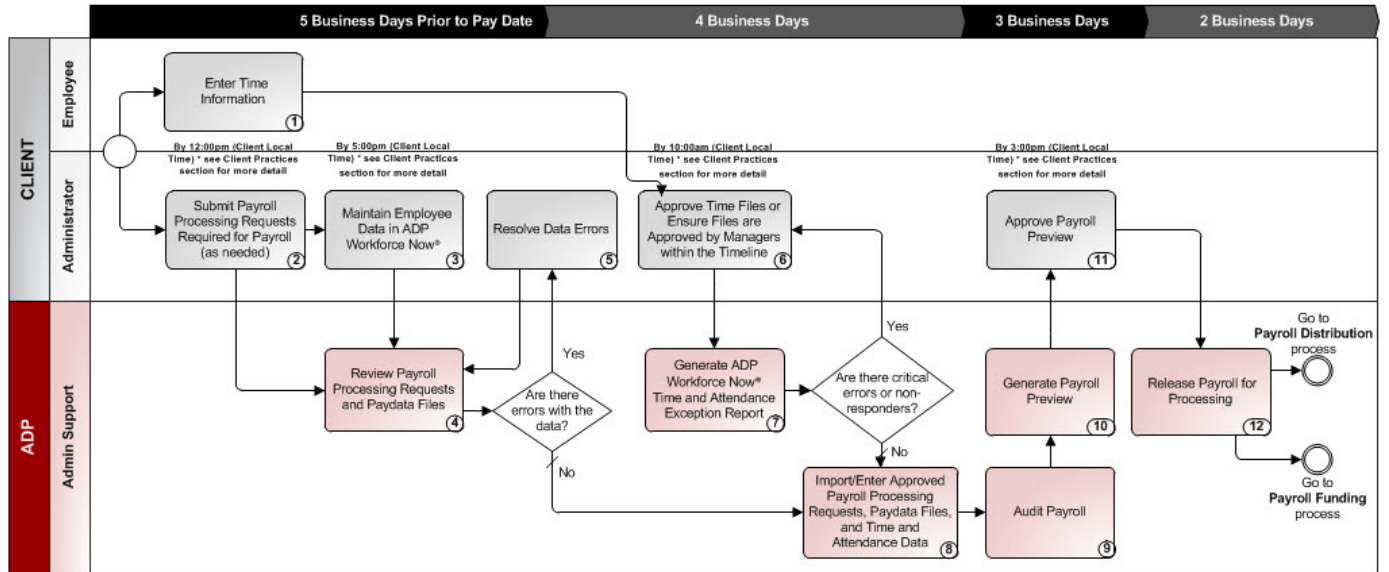 5 Business Days Prior to Pay Date
4 Business Days
3 Business Days
2 Business Days
CLIENT
Employee
Enter Time
Information
1
By 12:00pm (Client Local
Time) * see Client Practices
section for more detail
By 5:00pm (Client Local
Time) * see Client Practices
section for more detail
By 10:00am (Client Local
Time) * see Client Practices
section for more detail
By 3:00pm (Client Local
Time) * see Client Practices
section for more detail
Administrator
Submit Payroll
Processing Requests
Required for Payroll
(as needed)
2
Maintain Employee
Data in ADP
Workforce Now®
3
Resolve Data Errors
5
Approve Time Files or
Ensure Files are
Approved by Managers
within the Timeline
6
Approve Payroll
Preview
11
ADP
Admin Support
Review Payroll
Processing Requests
and Paydata Files
4
Yes
Are there
errors with the
data?
No
Generate ADP
Workforce Now®
Time and Attendance
Exception Report
7
Yes
Are there critical
errors or non-
responders?
No
Import/Enter Approved
Payroll Processing
Requests, Paydata Files,
and Time and
Attendance Data
8
Generate Payroll
Preview
10
Audit Payroll
9
Release Payroll for
Processing
12
Go to
Payroll Distribution
process
Go to
Payroll Funding
process